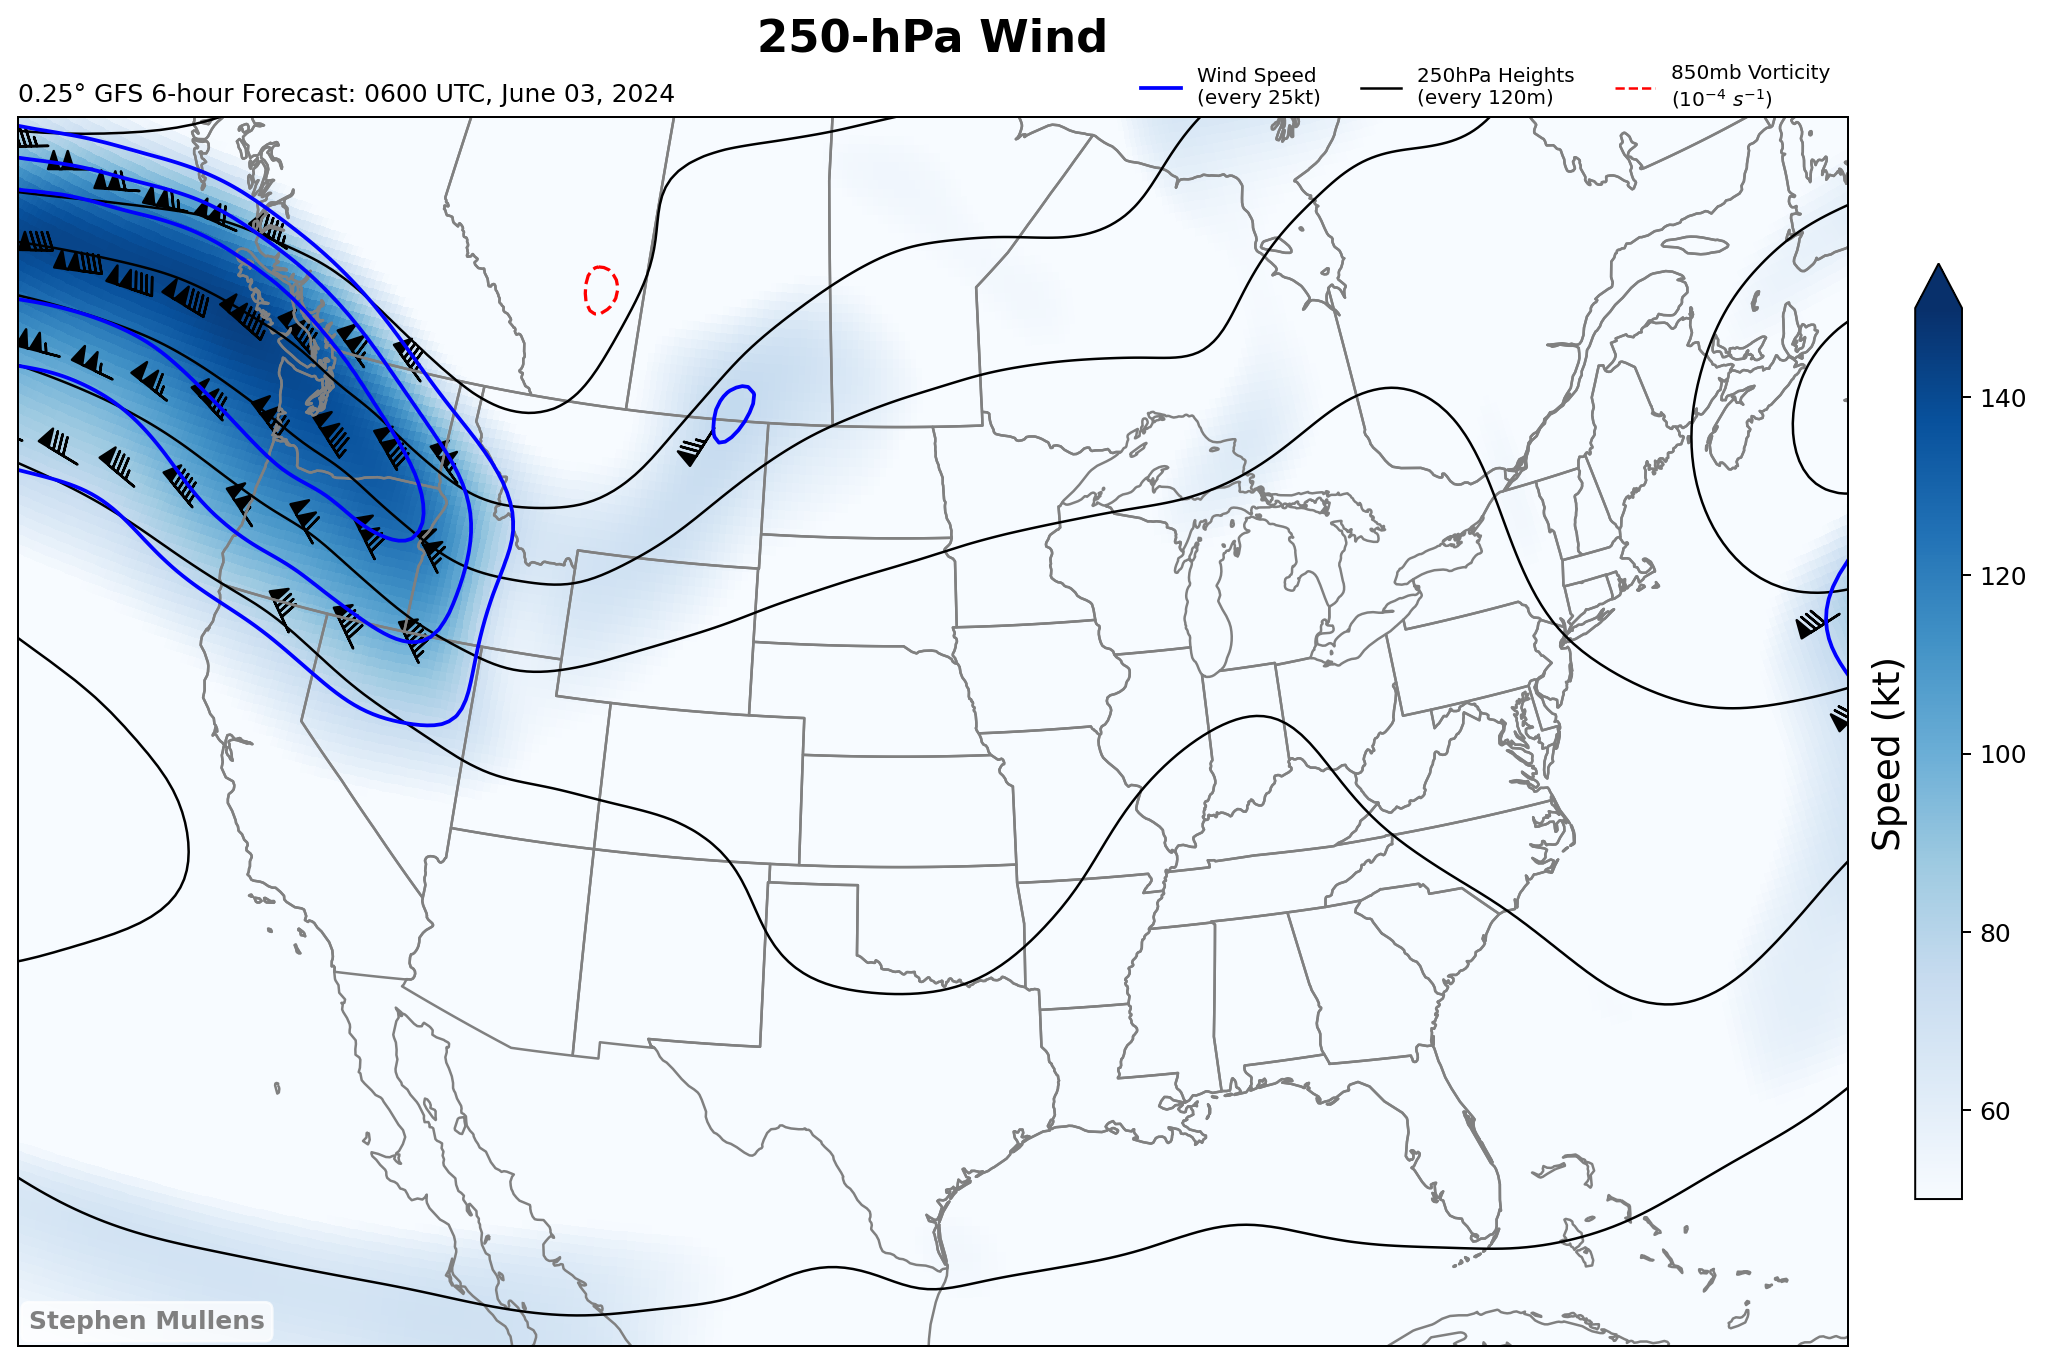 250-hPa Wind
0.25° GFS 6-hour Forecast: 0600 UTC, June 03, 2024
Wind Speed
(every 25kt)
250hPa Heights
(every 120m)
850mb Vorticity
(10⁻⁴ s⁻¹)
140
120
100
80
60
Speed (kt)
Stephen Mullens